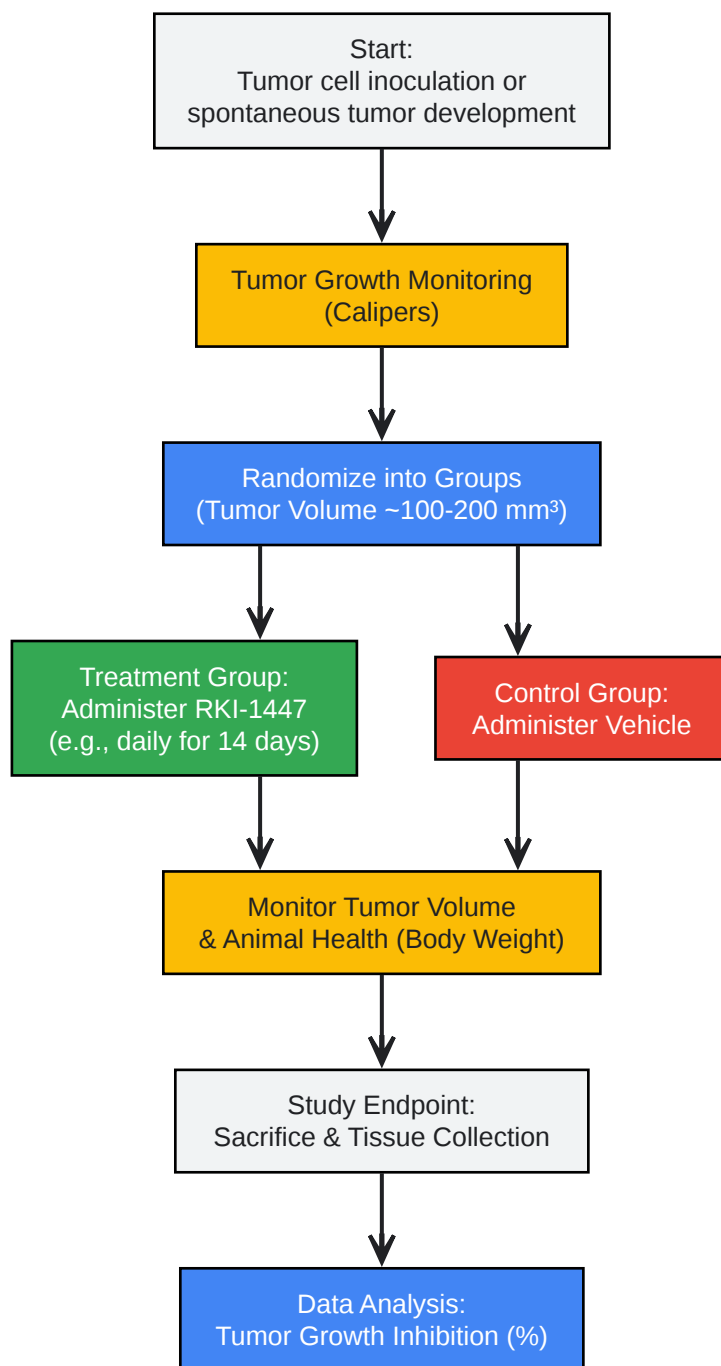 Start:
Tumor cell inoculation or
spontaneous tumor development
Tumor Growth Monitoring
(Calipers)
Randomize into Groups
(Tumor Volume ~100-200 mm³)
Treatment Group:
Administer RKI-1447
(e.g., daily for 14 days)
Control Group:
Administer Vehicle
Monitor Tumor Volume
& Animal Health (Body Weight)
Study Endpoint:
Sacrifice & Tissue Collection
Data Analysis:
Tumor Growth Inhibition (%)